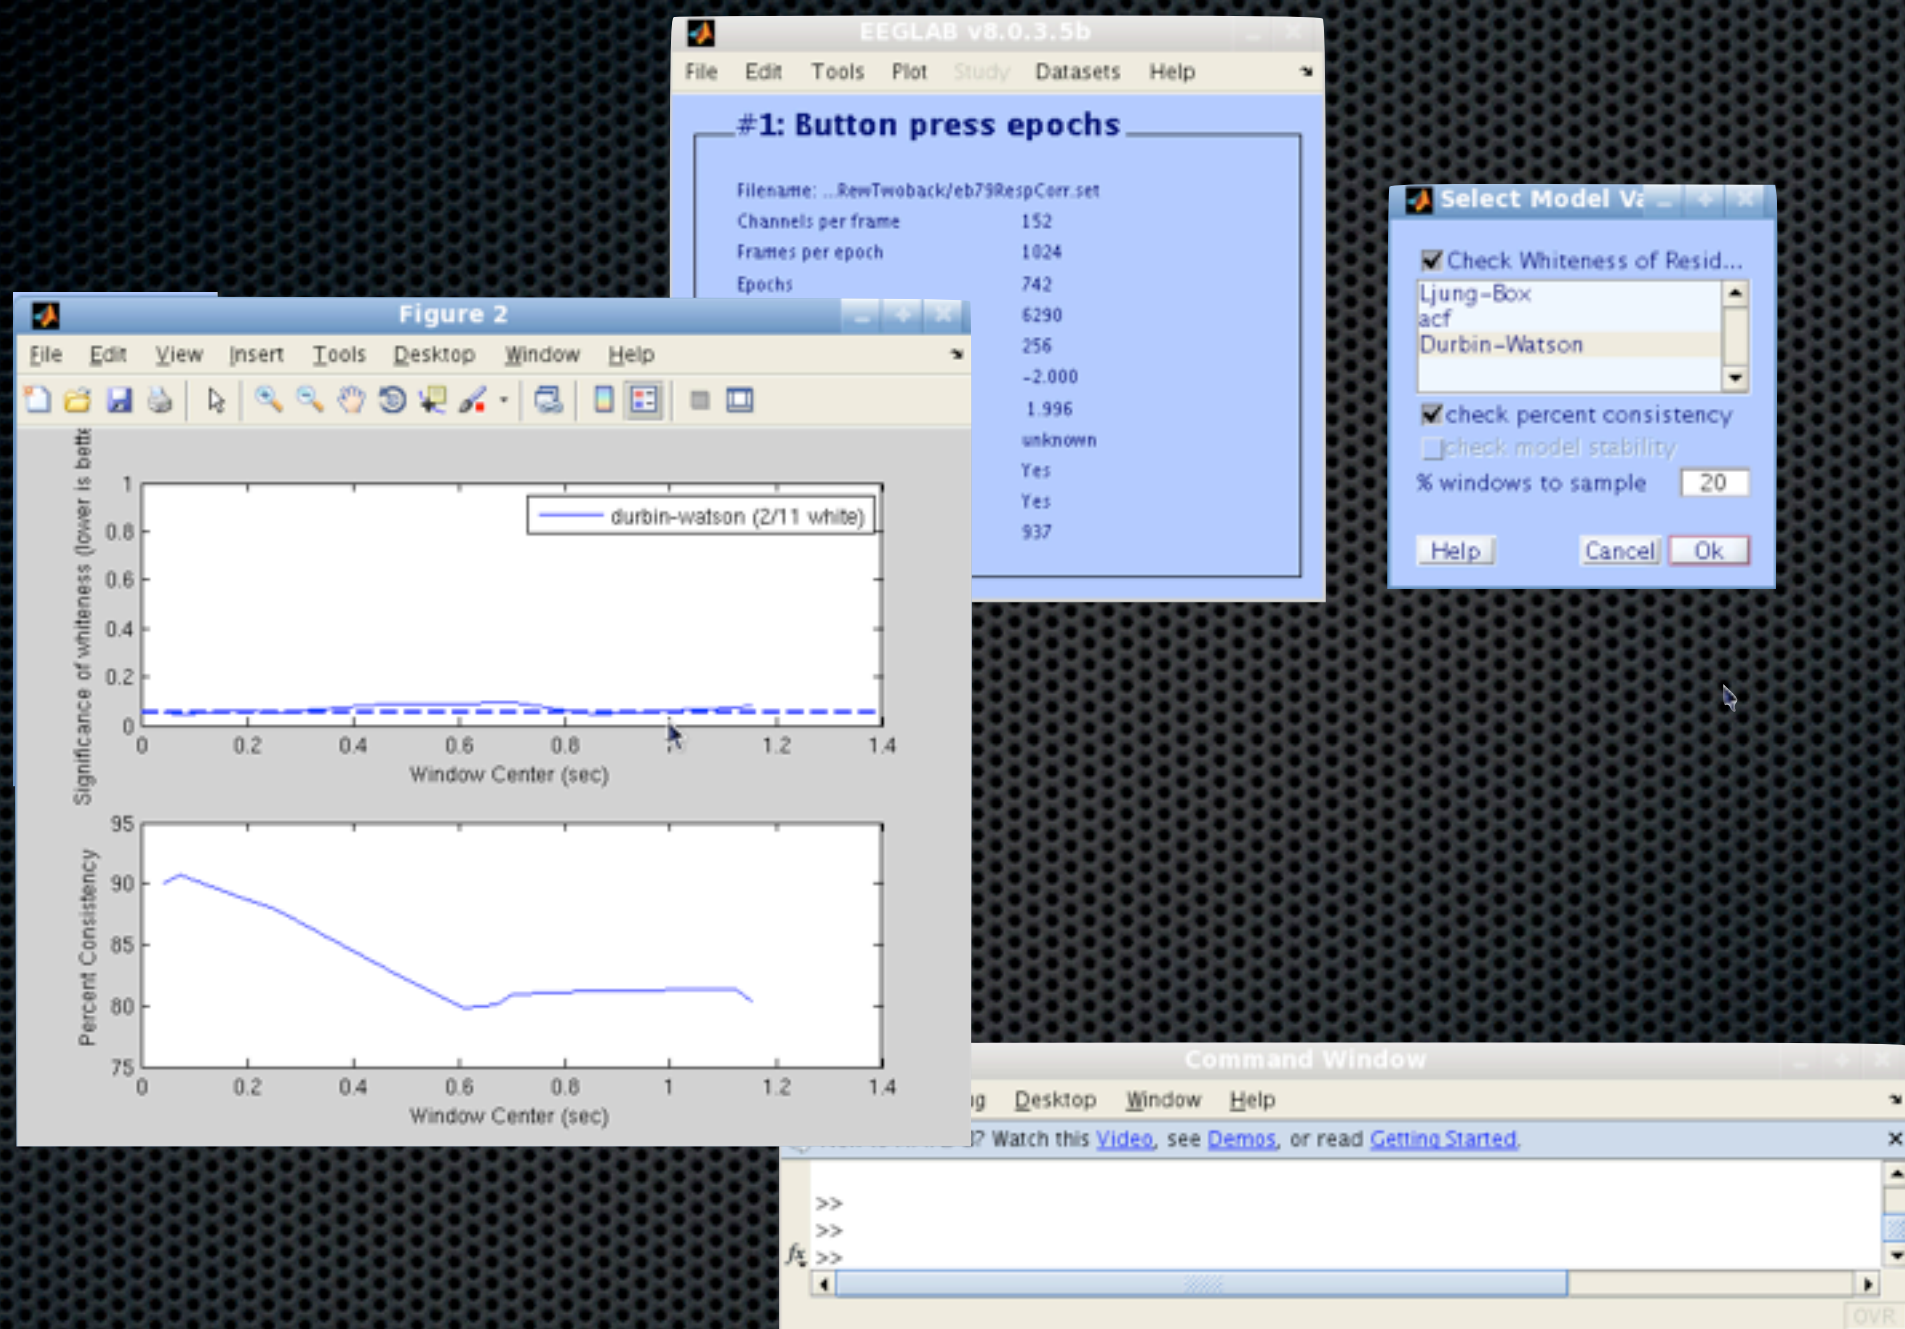 EEGLAB v8.0.3.5b
File Edit Tools Plot Study Datasets Help
#1: Button press epochs
Filename: ...RewTwoback/eb79RespCorr.set
Channels per frame 152
Frames per epoch 1024
Epochs 742
6290
256
-2.000
1.996
unknown
Yes
Yes
937
Select Model Va
Check Whiteness of Resid...
Ljung-Box
acf
Durbin-Watson
check percent consistency
check model stability
% windows to sample 20
Help Cancel Ok
Figure 2
File Edit View Insert Tools Desktop Window Help
Significance of whiteness (lower is bette
1
0.8
0.6
0.4
0.2
0
durbin-watson (2/11 white)
0 0.2 0.4 0.6 0.8 1.2 1.4
Window Center (sec)
Percent Consistency
95
90
85
80
75
0 0.2 0.4 0.6 0.8 1 1.2 1.4
Window Center (sec)
Command Window
Desktop Window Help
? Watch this Video, see Demos, or read Getting Started.
>>
>>
fx >>
OVR